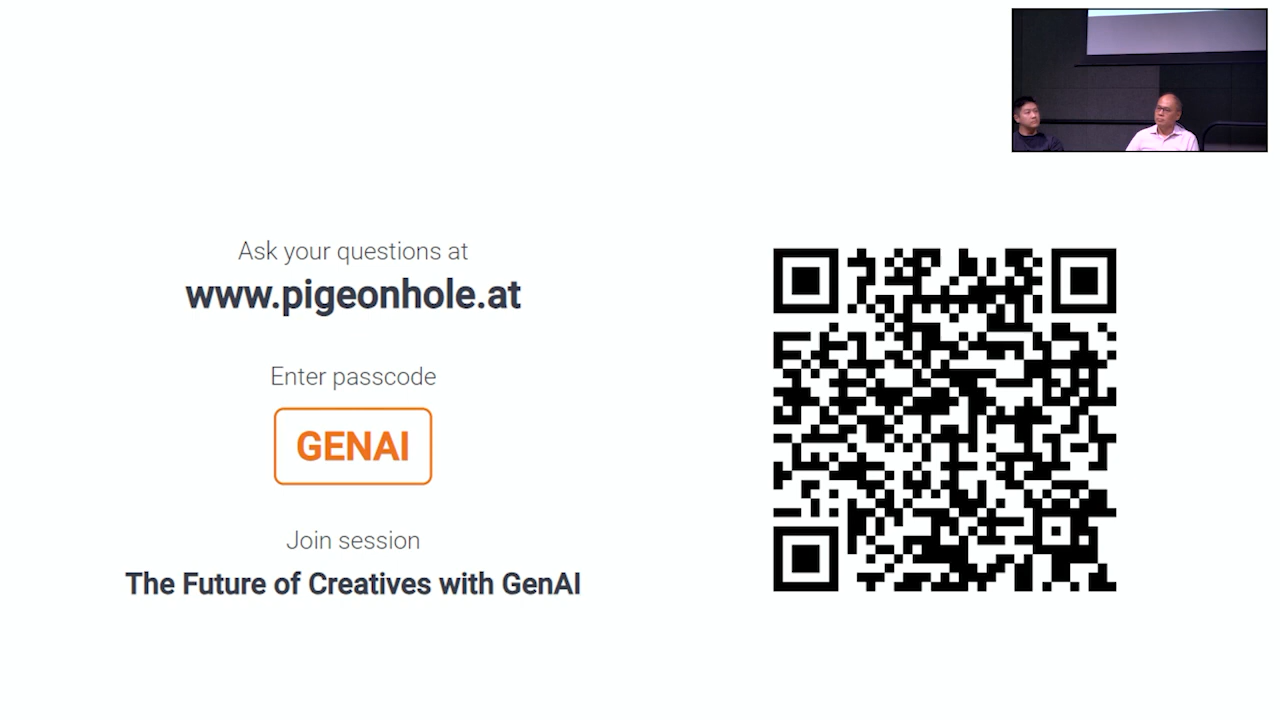 Ask your questions at
www.pigeonhole.at
Enter passcode
GENAI
Join session
The Future of Creatives with GenAI